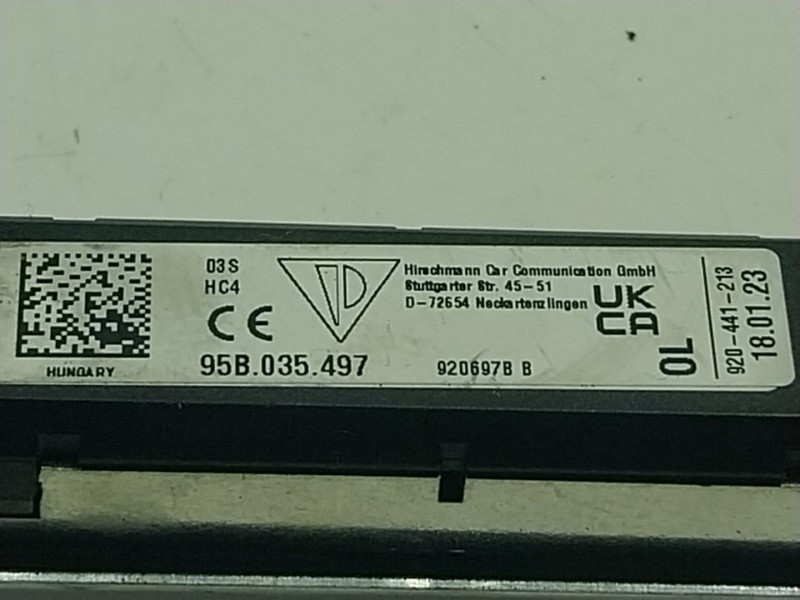 HUNGARY
03S
HC4
CE
95B.035.497
PD
Hirschmann Car Communication GmbH
Stuttgarter Str. 45-51
D-72654 Neckartenzlingen
920697B B
UK
CA
OL
920-441-213
18.01.23